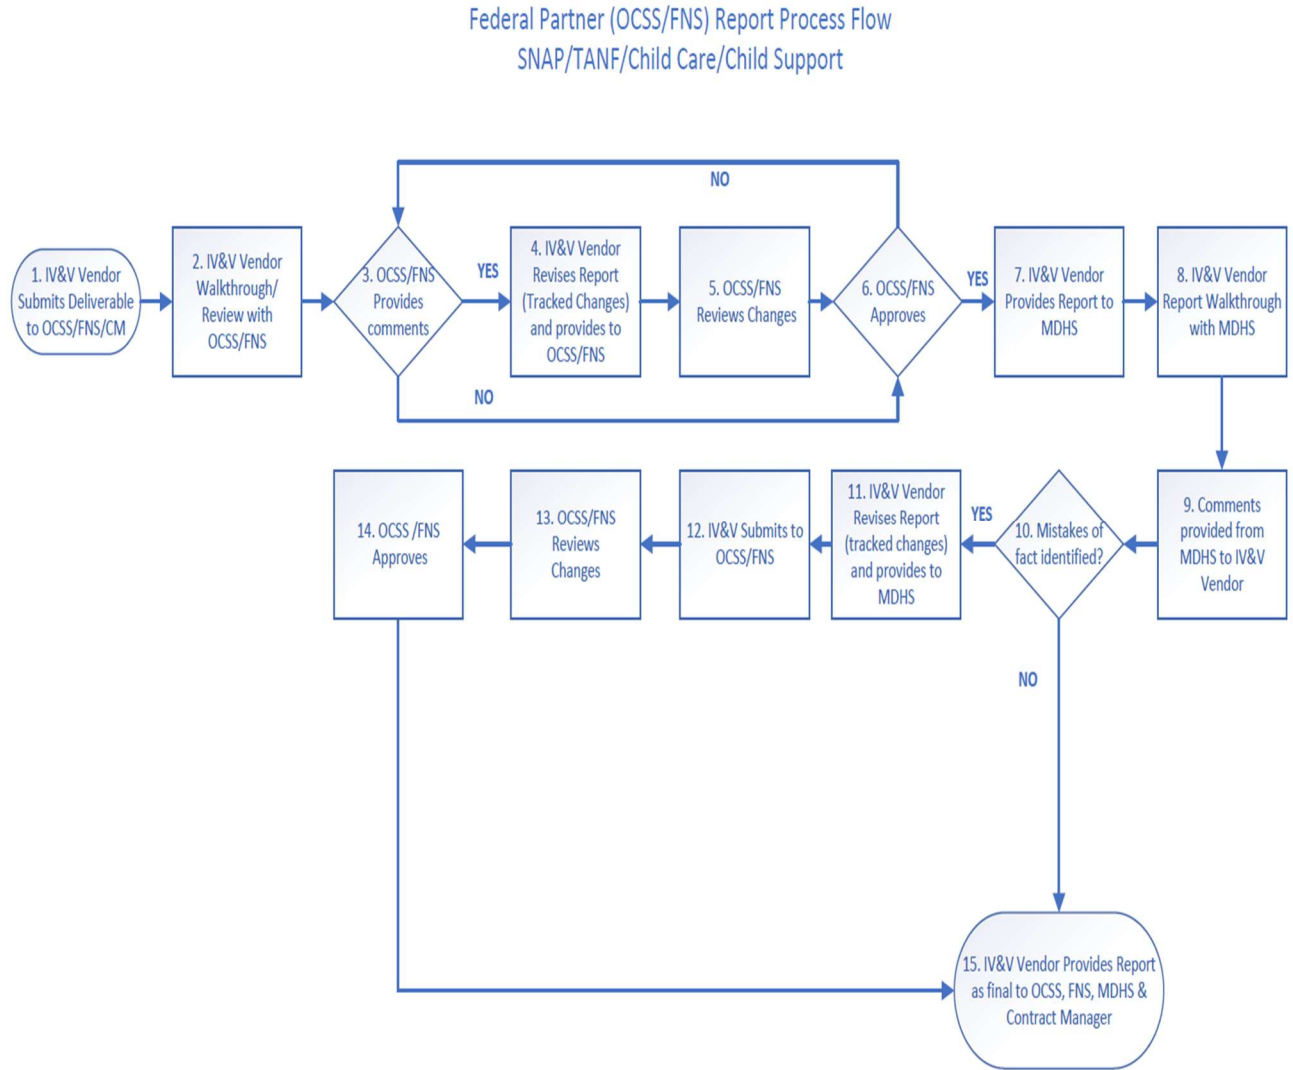 Federal Partner (OCSS/FNS) Report Process Flow
SNAP/TANF/Child Care/Child Support
NO
1. IV&V Vendor
Submits Deliverable
to OCSS/FNS/CM
2. IV&V Vendor
Walkthrough/
Review with
OCSS/FNS
3. OCSS/FNS
Provides
comments
YES
4. IV&V Vendor
Revises Report
(Tracked Changes)
and provides to
OCSS/FNS
5. OCSS/FNS
Reviews Changes
6. OCSS/FNS
Approves
YES
7. IV&V Vendor
Provides Report to
MDHS
8. IV&V Vendor
Report Walkthrough
with MDHS
NO
9. Comments
provided from
MDHS to IV&V
Vendor
10. Mistakes of
fact identified?
YES
11. IV&V Vendor
Revises Report
(tracked changes)
and provides to
MDHS
12. IV&V Submits to
OCSS/FNS
13. OCSS/FNS
Reviews
Changes
14. OCSS /FNS
Approves
NO
15. IV&V Vendor Provides Report
as final to OCSS, FNS, MDHS &
Contract Manager